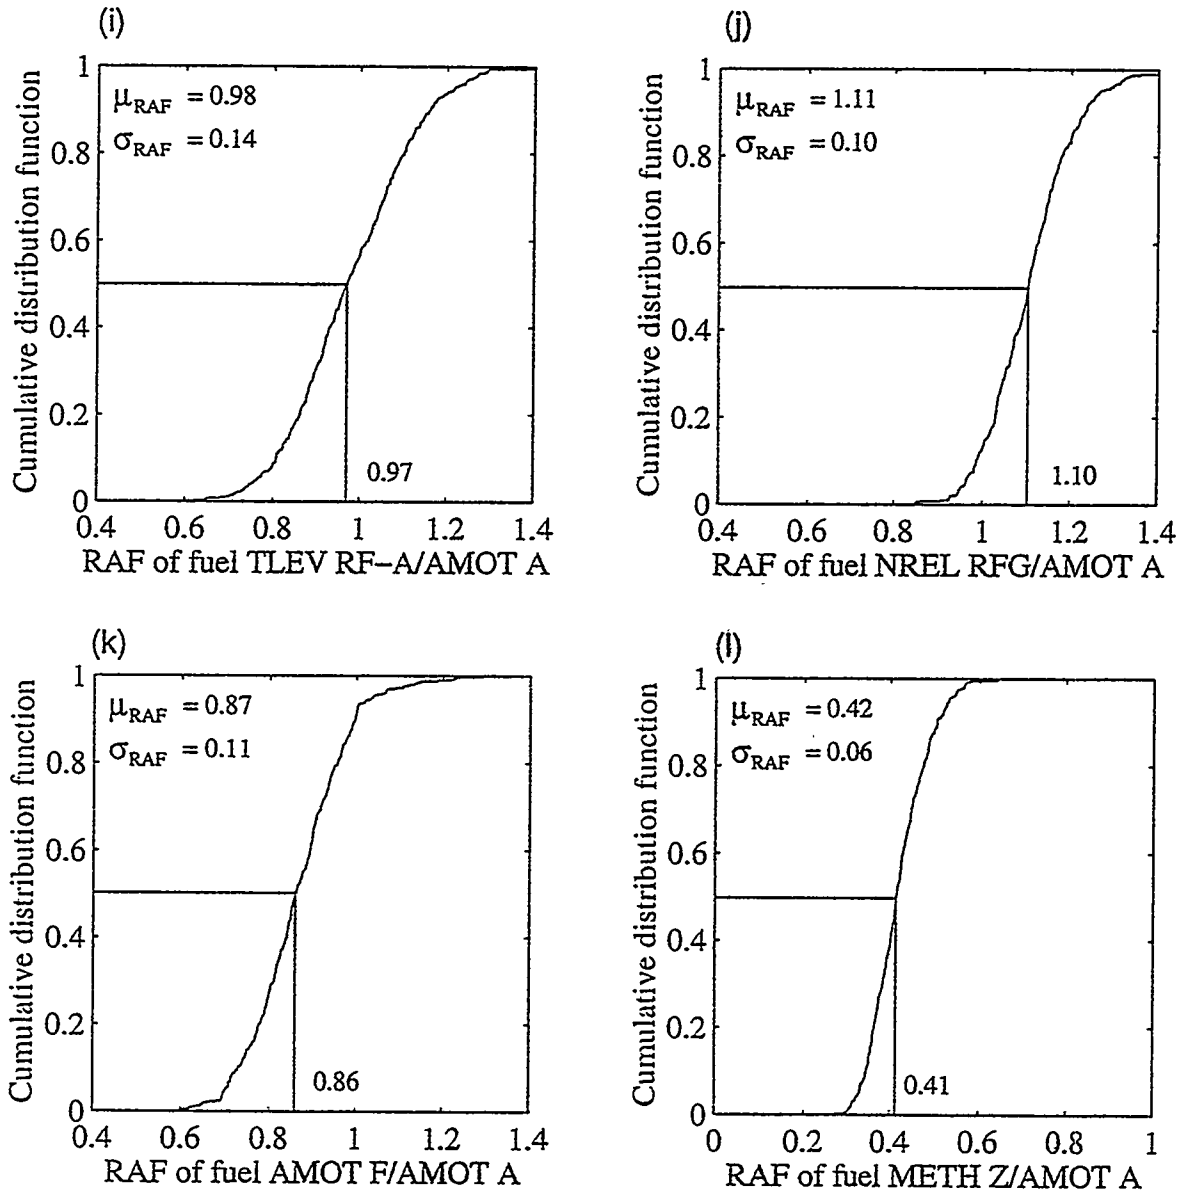 (i)
Cumulative distribution function
1
0.8
0.6
0.4
0.2
0
μRAF = 0.98
σRAF = 0.14
0.97
0.4 0.6 0.8 1 1.2 1.4
RAF of fuel TLEV RF-A/AMOT A
(j)
Cumulative distribution function
1
0.8
0.6
0.4
0.2
0
μRAF = 1.11
σRAF = 0.10
1.10
0.4 0.6 0.8 1 1.2 1.4
RAF of fuel NREL RFG/AMOT A
(k)
Cumulative distribution function
1
0.8
0.6
0.4
0.2
0
μRAF = 0.87
σRAF = 0.11
0.86
0.4 0.6 0.8 1 1.2 1.4
RAF of fuel AMOT F/AMOT A
(l)
Cumulative distribution function
1
0.8
0.6
0.4
0.2
0
μRAF = 0.42
σRAF = 0.06
0.41
0 0.2 0.4 0.6 0.8 1
RAF of fuel METH Z/AMOT A